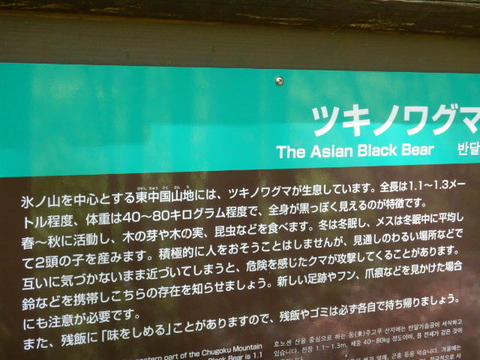 ツキノワグマ
The Asian Black Bear 반달
氷ノ山を中心とする東中国山地には、ツキノワグマが生息しています。全長は1.1〜1.3メー
トル程度、体重は40〜80キログラム程度で、全身が黒っぽく見えるのが特徴です。
春〜秋に活動し、木の芽や木の実、昆虫などを食べます。冬は冬眠し、メスは冬眠中に平均し
て2頭の子を産みます。積極的に人をおそうことはしませんが、見通しのわるい場所などで
互いに気づかないまま近づいてしまうと、危険を感じたクマが攻撃してくることがあります。
鈴などを携帯しこちらの存在を知らせましょう。新しい足跡やフン、爪痕などを見かけた場合
にも注意が必要です。
また、残飯に「味をしめる」ことがありますので、残飯やゴミは必ず各自で持ち帰りましょう。
eastern part of the Chugoku Mountain
Black Bear is 1.1